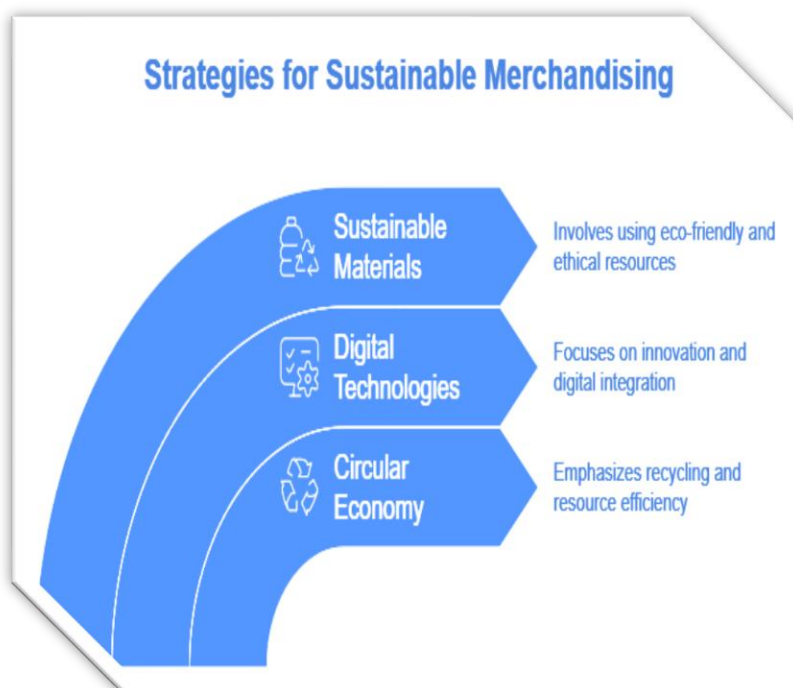 Strategies for Sustainable Merchandising
Sustainable
Materials
Involves using eco-friendly and
ethical resources
Digital
Technologies
Focuses on innovation and
digital integration
Circular
Economy
Emphasizes recycling and
resource efficiency